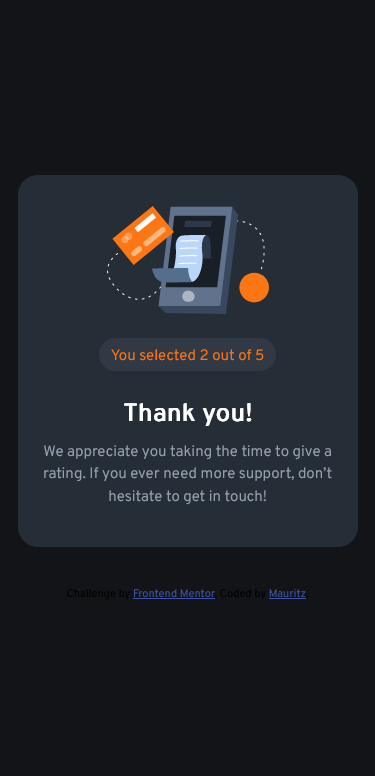 You selected 2 out of 5
Thank you!
We appreciate you taking the time to give a
rating. If you ever need more support, don’t
hesitate to get in touch!
Challenge by Frontend Mentor. Coded by Mauritz.